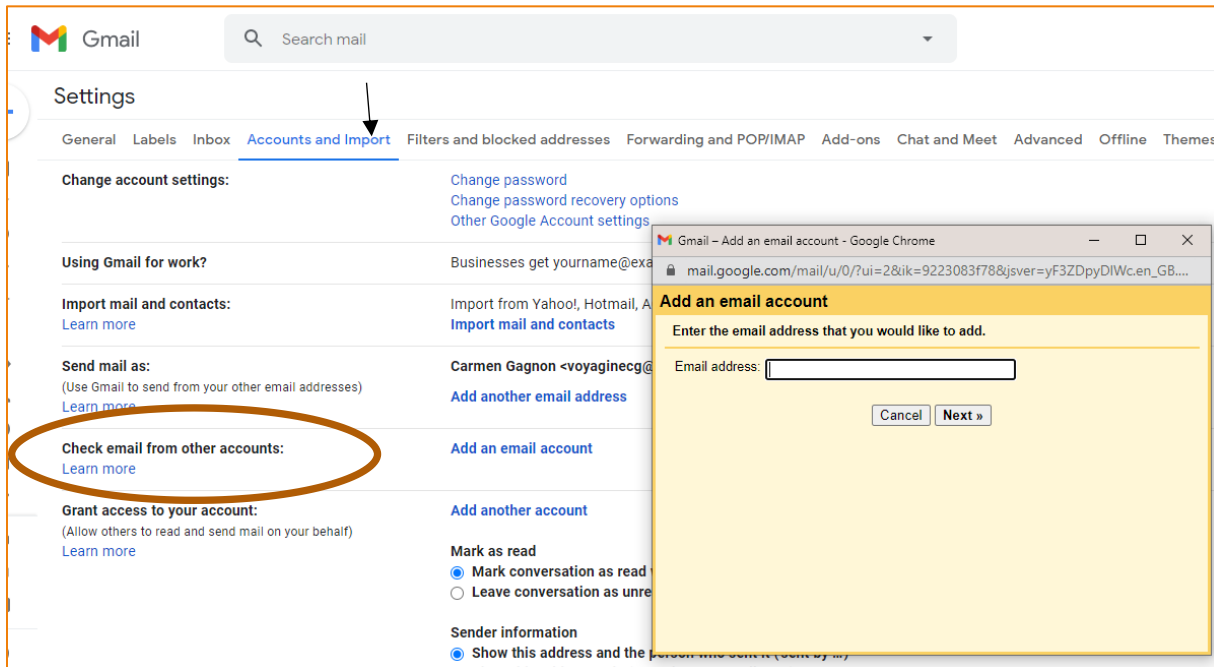 Gmail
Search mail
Settings
General Labels Inbox Accounts and Import Filters and blocked addresses Forwarding and POP/IMAP Add-ons Chat and Meet Advanced Offline Themes
Change account settings:
Change password
Change password recovery options
Other Google Account settings
Using Gmail for work?
Businesses get yourname@exa
Import mail and contacts:
Learn more
Import from Yahoo!, Hotmail, A
Import mail and contacts
Send mail as:
(Use Gmail to send from your other email addresses)
Learn more
Carmen Gagnon <voyaginecg@
Add another email address
Check email from other accounts:
Learn more
Add an email account
Grant access to your account:
(Allow others to read and send mail on your behalf)
Learn more
Add another account
Mark as read
Mark conversation as read
Leave conversation as unre
Sender information
Show this address and the person who sent it ("sent by ...")
Gmail – Add an email account - Google Chrome
mail.google.com/mail/u/0/?ui=2&ik=9223083f78&jsver=yF3ZDpyDIWc.en_GB....
Add an email account
Enter the email address that you would like to add.
Email address:
Cancel Next »